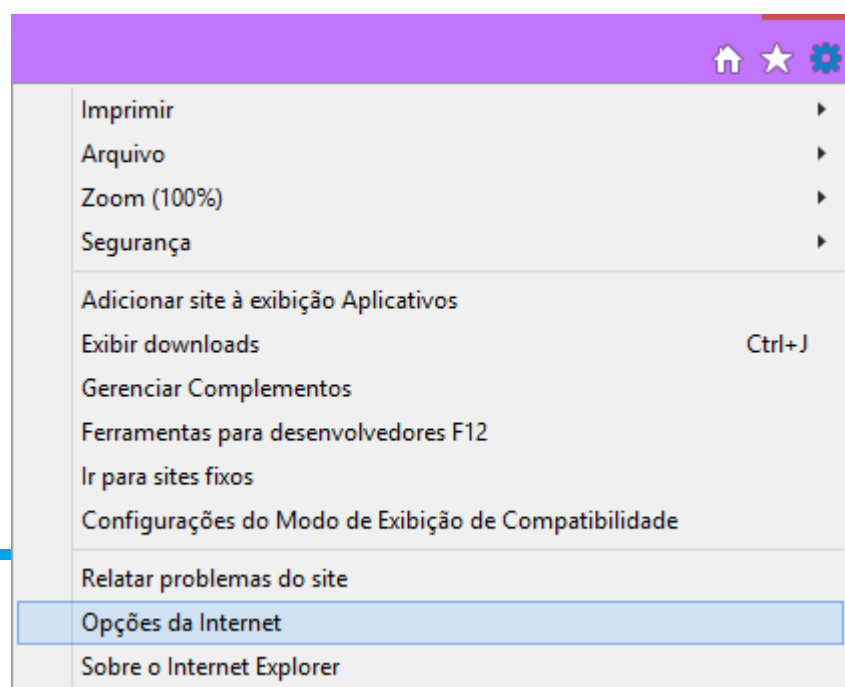 Imprimir
Arquivo
Zoom (100%)
Segurança
Adicionar site à exibição Aplicativos
Exibir downloads Ctrl+J
Gerenciar Complementos
Ferramentas para desenvolvedores F12
Ir para sites fixos
Configurações do Modo de Exibição de Compatibilidade
Relatar problemas do site
Opções da Internet
Sobre o Internet Explorer